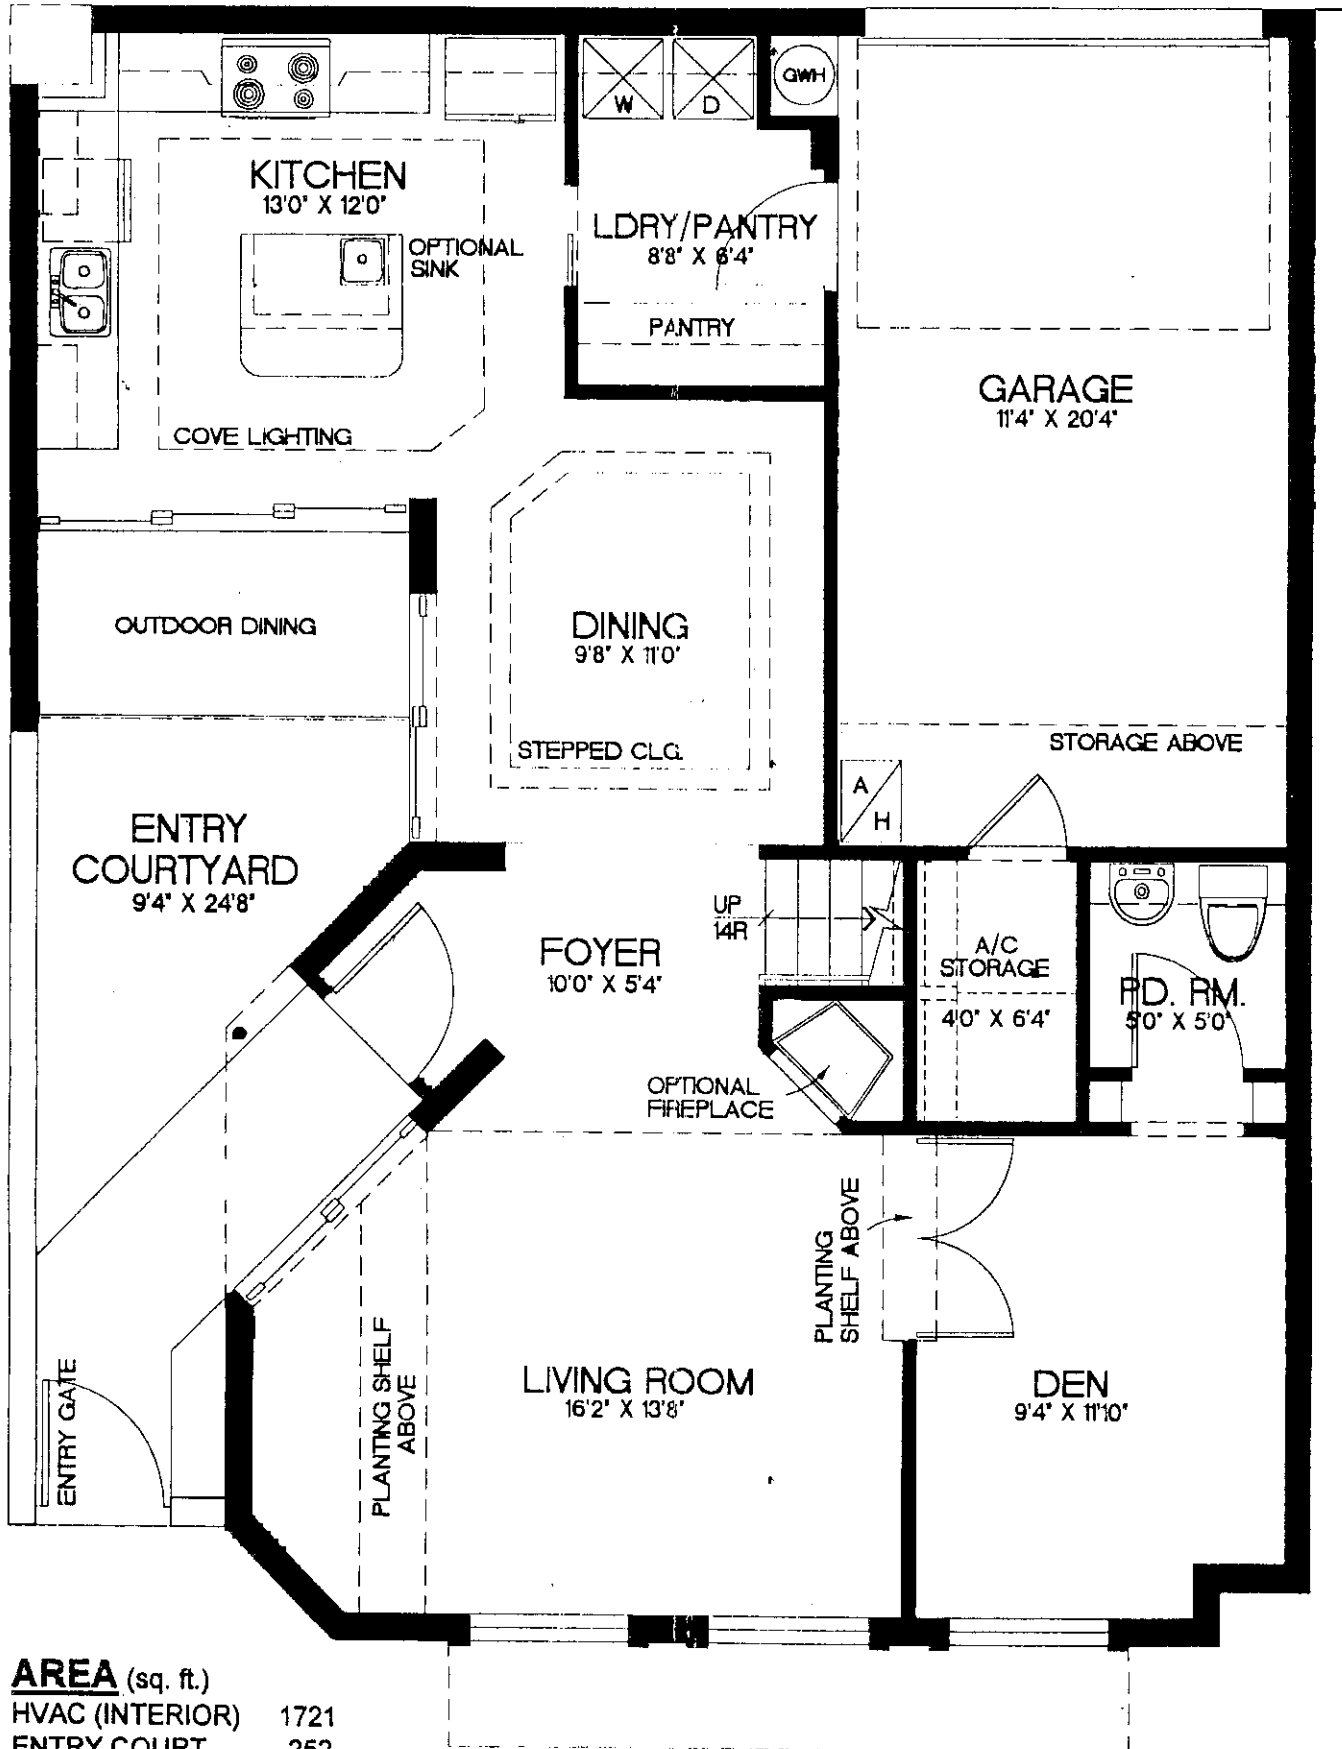 GWH
W
D
KITCHEN
13'0" X 12'0"
LDRY/PANTRY
8'8" X 6'4"
OPTIONAL
SINK
PANTRY
GARAGE
11'4" X 20'4"
COVE LIGHTING
OUTDOOR DINING
DINING
9'8" X 11'0"
STEPPED CLG.
STORAGE ABOVE
A
H
ENTRY
COURTYARD
9'4" X 24'8"
UP
14R
FOYER
10'0" X 5'4"
A/C
STORAGE
4'0" X 6'4"
PD. RM.
5'0" X 5'0"
OPTIONAL
FIREPLACE
PLANTING
SHELF ABOVE
ENTRY GATE
PLANTING SHELF
ABOVE
LIVING ROOM
16'2" X 13'8"
DEN
9'4" X 11'10"
AREA (sq. ft.)
HVAC (INTERIOR) 1721
ENTRY COURT 252